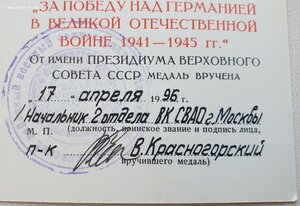 „ЗА ПОБЕДУ НАД ГЕРМАНИЕЙ
В ВЕЛИКОЙ ОТЕЧЕСТВЕННОЙ
ВОЙНЕ 1941—1945 гг."
От имени ПРЕЗИДИУМА ВЕРХОВНОГО
СОВЕТА СССР МЕДАЛЬ ВРУЧЕНА
„17" апреля 1996 г.
Начальник 2 отдела ВК СВАО г. Москвы
М. П. (должность, воинское звание и подпись лица,
п-к В. Красногорский
вручившего медаль)